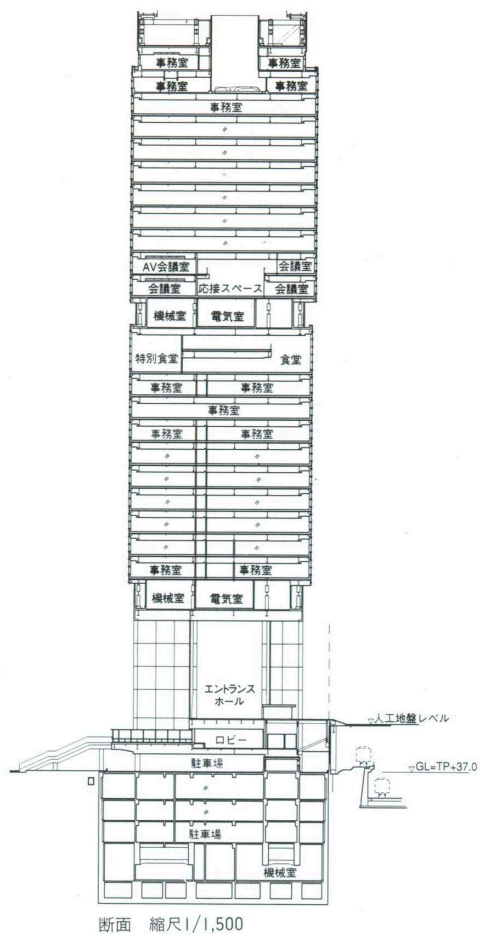 事務室 事務室
事務室 事務室
事務室
〃
〃
〃
〃
〃
〃
AV会議室 会議室
会議室 応接スペース 会議室
機械室 電気室
特別食堂 食堂
事務室 事務室
事務室
事務室 事務室
〃 〃
〃 〃
〃 〃
〃 〃
〃 〃
事務室 事務室
機械室 電気室
エントランス
ホール
▽人工地盤レベル
ロビー
駐車場
▽GL=TP+37.0
〃
駐車場
機械室
断面 縮尺1/1,500